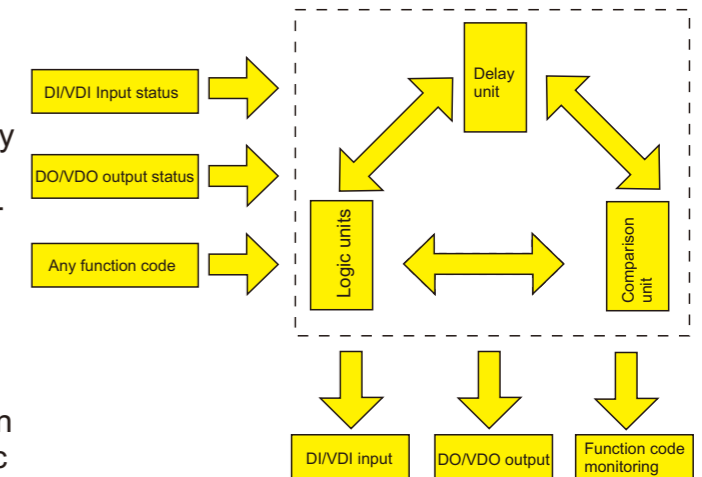 Delay
unit
DI/VDI Input status
y
DO/VDO output status
Any function code
Logic units
Comparison
unit
n
c
DI/VDI input
DO/VDO output
Function code
monitoring